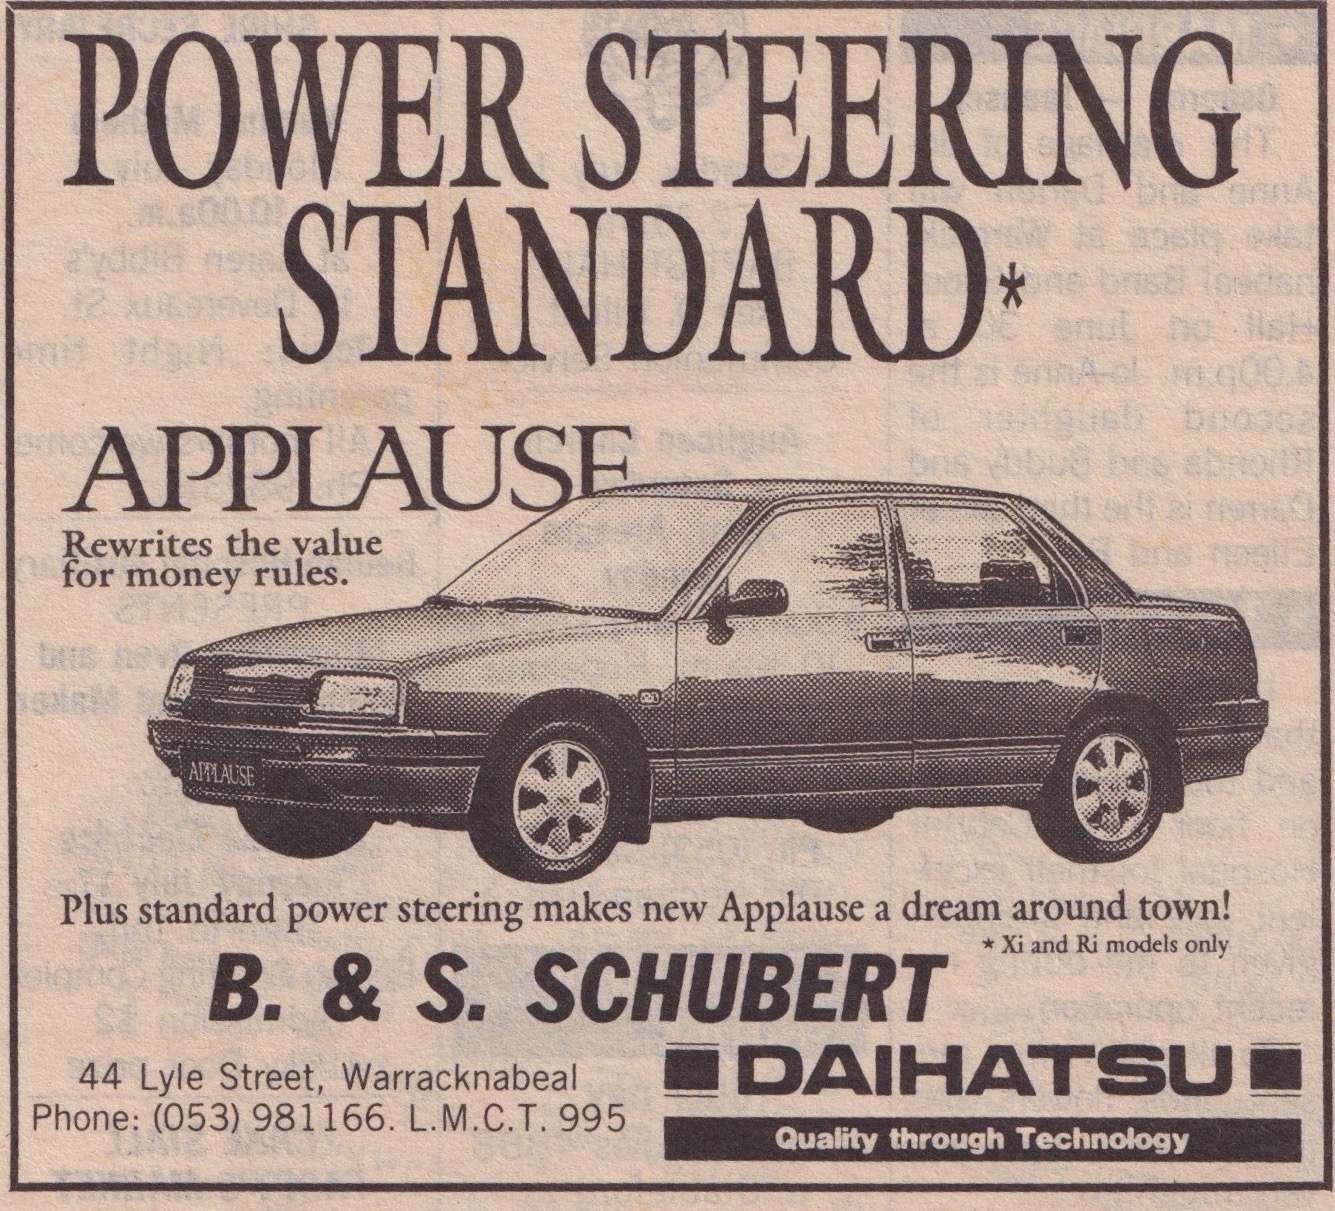 POWER STEERING
STANDARD*
APPLAUSE
Rewrites the value
for money rules.
APPLAUSE
Plus standard power steering makes new Applause a dream around town!
* Xi and Ri models only
B. & S. SCHUBERT
44 Lyle Street, Warracknabeal
Phone: (053) 981166. L.M.C.T. 995
DAIHATSU
Quality through Technology